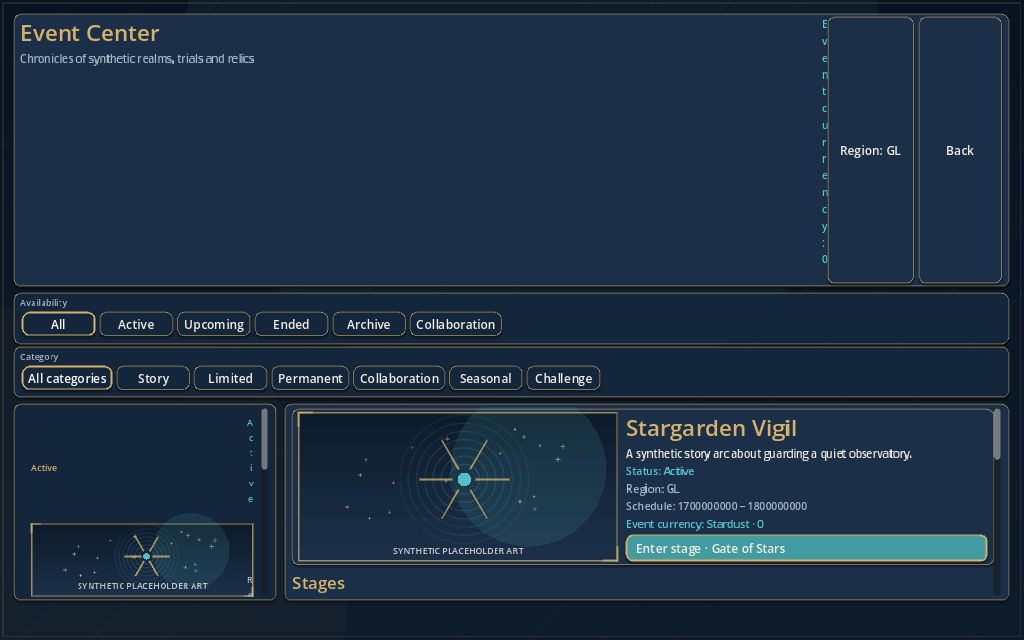 Event Center
Chronicles of synthetic realms, trials and relics
Event currency: 0
Region: GL
Back
Availability
All
Active
Upcoming
Ended
Archive
Collaboration
Category
All categories
Story
Limited
Permanent
Collaboration
Seasonal
Challenge
Active
Active
SYNTHETIC PLACEHOLDER ART
R
SYNTHETIC PLACEHOLDER ART
Stargarden Vigil
A synthetic story arc about guarding a quiet observatory.
Status: Active
Region: GL
Schedule: 1700000000 – 1800000000
Event currency: Stardust · 0
Enter stage · Gate of Stars
Stages